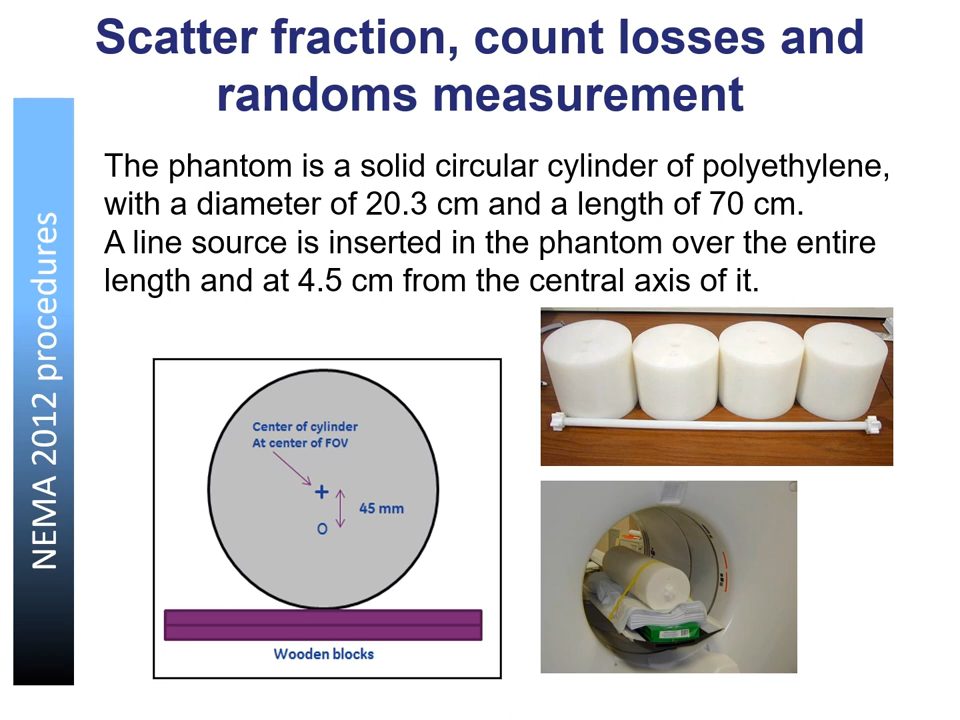 Scatter fraction, count losses and
randoms measurement
NEMA 2012 procedures
The phantom is a solid circular cylinder of polyethylene,
with a diameter of 20.3 cm and a length of 70 cm.
A line source is inserted in the phantom over the entire
length and at 4.5 cm from the central axis of it.
Center of cylinder
At center of FOV
+
45 mm
O
Wooden blocks